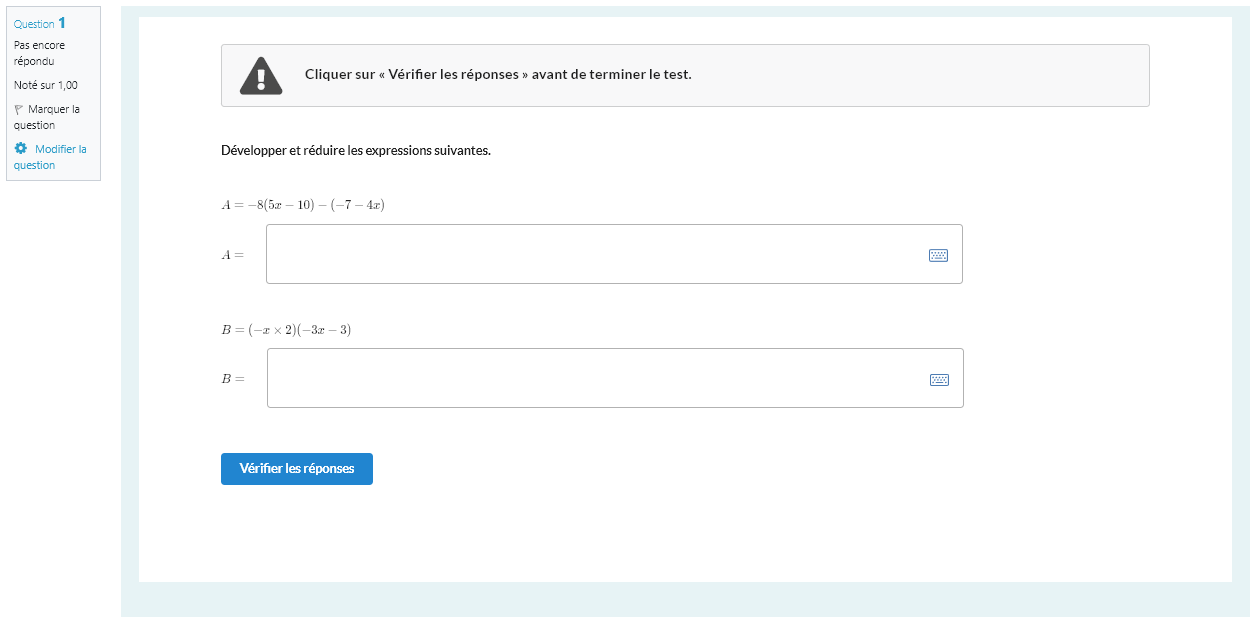 Question 1
Pas encore
répondu
Noté sur 1,00
Marquer la
question
Modifier la
question
Cliquer sur « Vérifier les réponses » avant de terminer le test.
Développer et réduire les expressions suivantes.
A = −8(5x − 10) − (−7 − 4x)
A =
B = (−x × 2)(−3x − 3)
B =
Vérifier les réponses